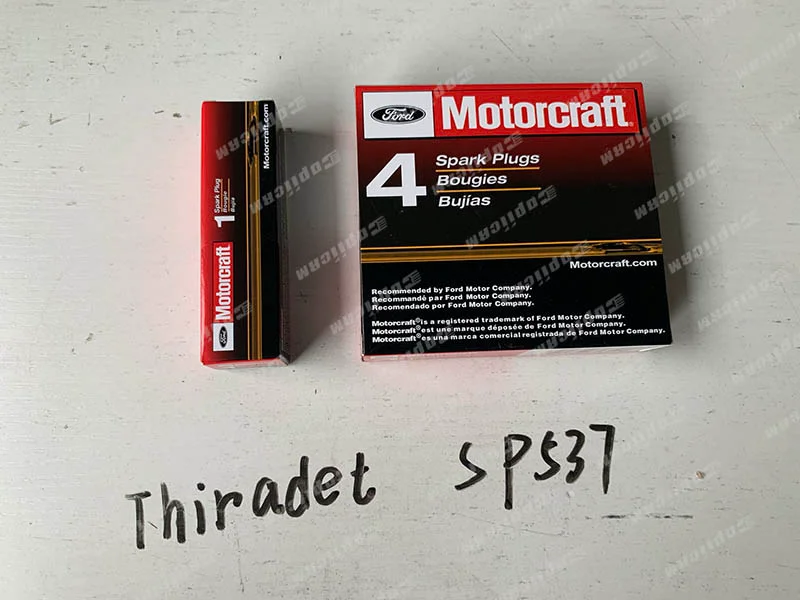 Motorcraft.com
1 Spark Plug
Bougie
Bujía
Ford Motorcraft
Ford Motorcraft®
4
Spark Plugs
Bougies
Bujías
Motorcraft.com
Recommended by Ford Motor Company.
Recommandé par Ford Motor Company.
Recomendado por Ford Motor Company.
Motorcraft® is a registered trademark of Ford Motor Company.
Motorcraft® est une marque déposée de Ford Motor Company.
Motorcraft® es una marca comercial registrada de Ford Motor Company.
Thiradet SP537